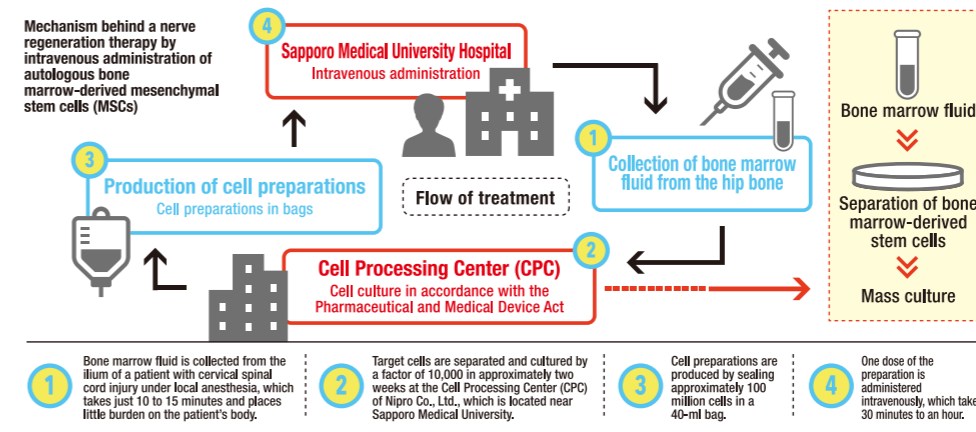 Mechanism behind a nerve
regeneration therapy by
intravenous administration of
autologous bone
marrow-derived mesenchymal
stem cells (MSCs)
4
Sapporo Medical University Hospital
Intravenous administration
1
Collection of bone marrow
fluid from the hip bone
3
Production of cell preparations
Cell preparations in bags
Flow of treatment
2
Cell Processing Center (CPC)
Cell culture in accordance with the
Pharmaceutical and Medical Device Act
Bone marrow fluid
Separation of bone
marrow-derived
stem cells
Mass culture
1
Bone marrow fluid is collected from the
ilium of a patient with cervical spinal
cord injury under local anesthesia, which
takes just 10 to 15 minutes and places
little burden on the patient's body.
2
Target cells are separated and cultured by
a factor of 10,000 in approximately two
weeks at the Cell Processing Center (CPC)
of Nipro Co., Ltd., which is located near
Sapporo Medical University.
3
Cell preparations are
produced by sealing
approximately 100
million cells in a
40-ml bag.
4
One dose of the
preparation is
administered
intravenously, which take
30 minutes to an hour.